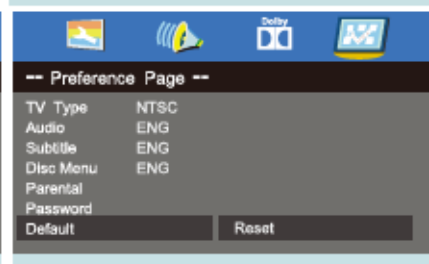 Dolby
-- Preference Page --
TV Type NTSC
Audio ENG
Subtitle ENG
Disc Menu ENG
Parental
Password
Default Reset